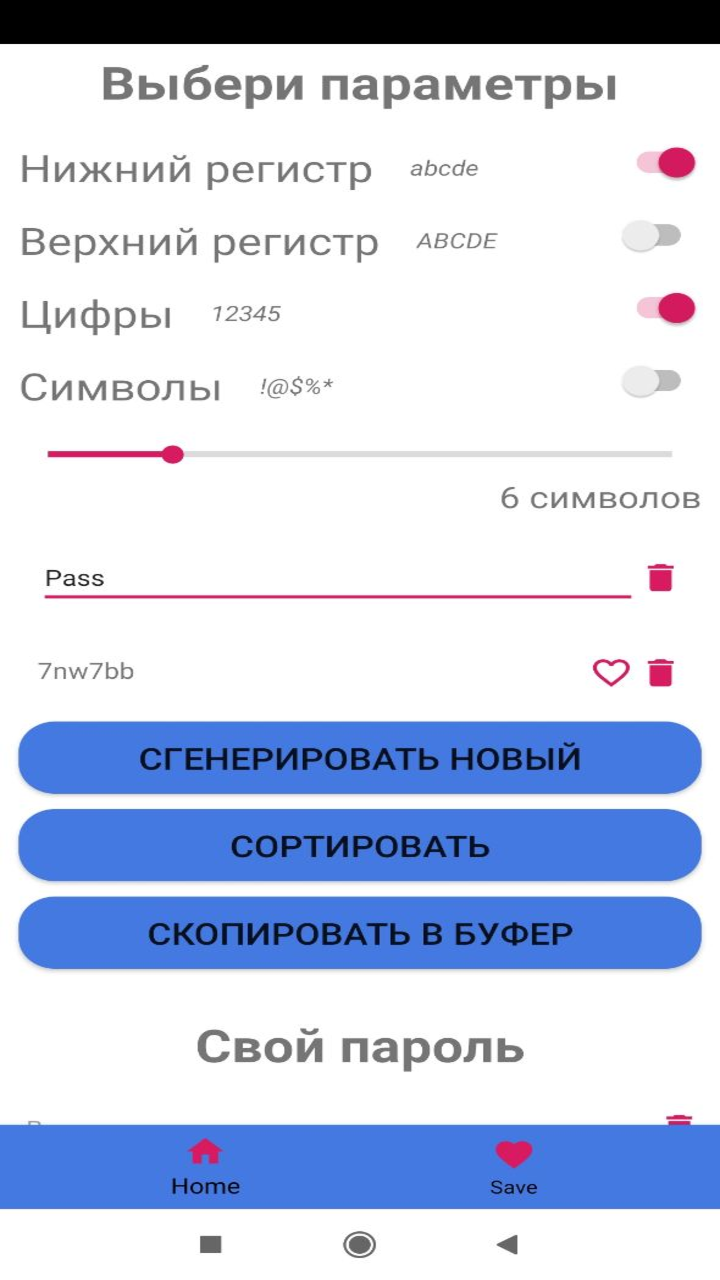 Выбери параметры
Нижний регистр abcde
Верхний регистр ABCDE
Цифры 12345
Символы !@$%*
6 символов
Pass
7nw7bb
СГЕНЕРИРОВАТЬ НОВЫЙ
СОРТИРОВАТЬ
СКОПИРОВАТЬ В БУФЕР
Свой пароль
Home Save